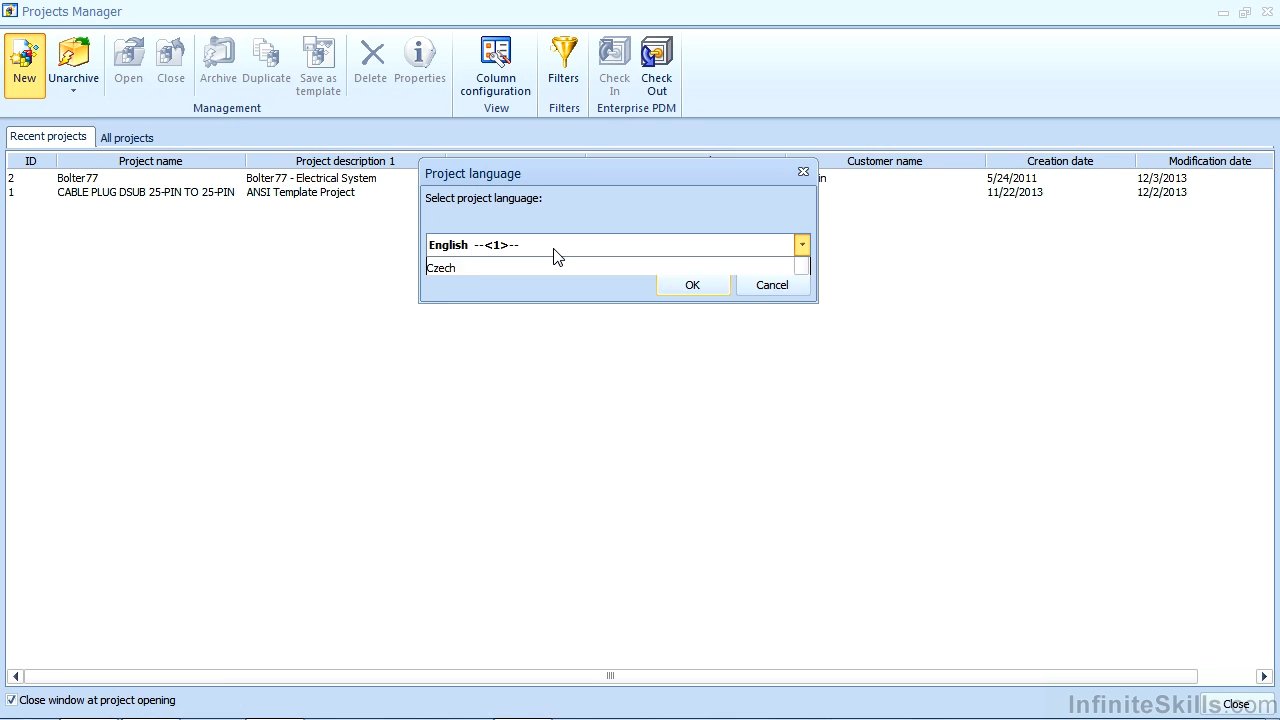 Projects Manager
New
Unarchive
Open
Close
Archive
Duplicate
Save as
template
Delete
Properties
Column
configuration
Filters
Check
In
Check
Out
Management
View
Filters
Enterprise PDM
Recent projects
All projects
ID
Project name
Project description 1
Customer name
Creation date
Modification date
2 Bolter77 Bolter77 - Electrical System 5/24/2011 12/3/2013
1 CABLE PLUG DSUB 25-PIN TO 25-PIN ANSI Template Project 11/22/2013 12/2/2013
Project language
Select project language:
English --<1>--
Czech
OK
Cancel
Close window at project opening
InfiniteSkills.com
Close